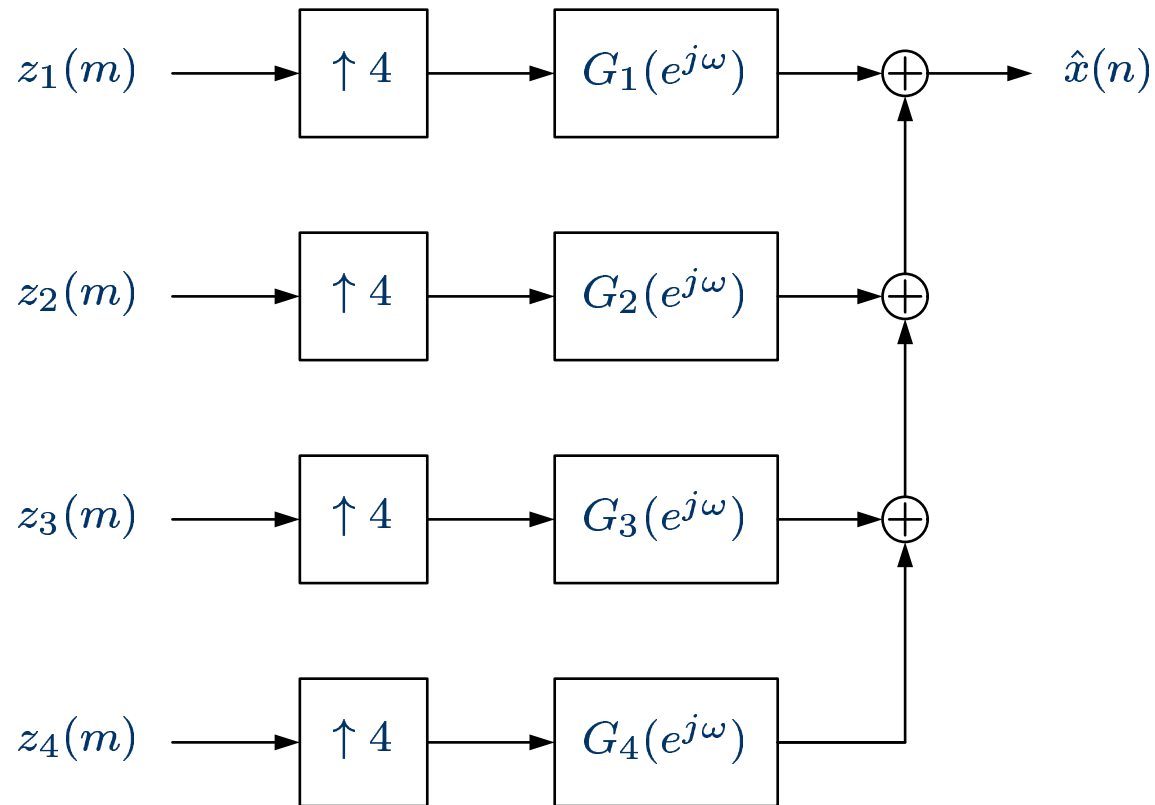 z₁(m) ↑ 4 G₁(e^{jω}) x̂(n)
z₂(m) ↑ 4 G₂(e^{jω})
z₃(m) ↑ 4 G₃(e^{jω})
z₄(m) ↑ 4 G₄(e^{jω})